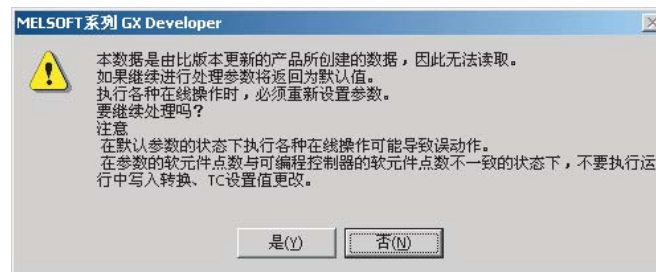 MELSOFT系列 GX Developer
本数据是由比版本更新的产品所创建的数据，因此无法读取。
如果继续进行处理参数将返回为默认值。
执行各种在线操作时，必须重新设置参数。
要继续处理吗?
注意
在默认参数的状态下执行各种在线操作可能导致误动作。
在参数的软元件点数与可编程控制器的软元件点数不一致的状态下，不要执行运
行中写入转换、TC设置值更改。
是(Y)
否(N)